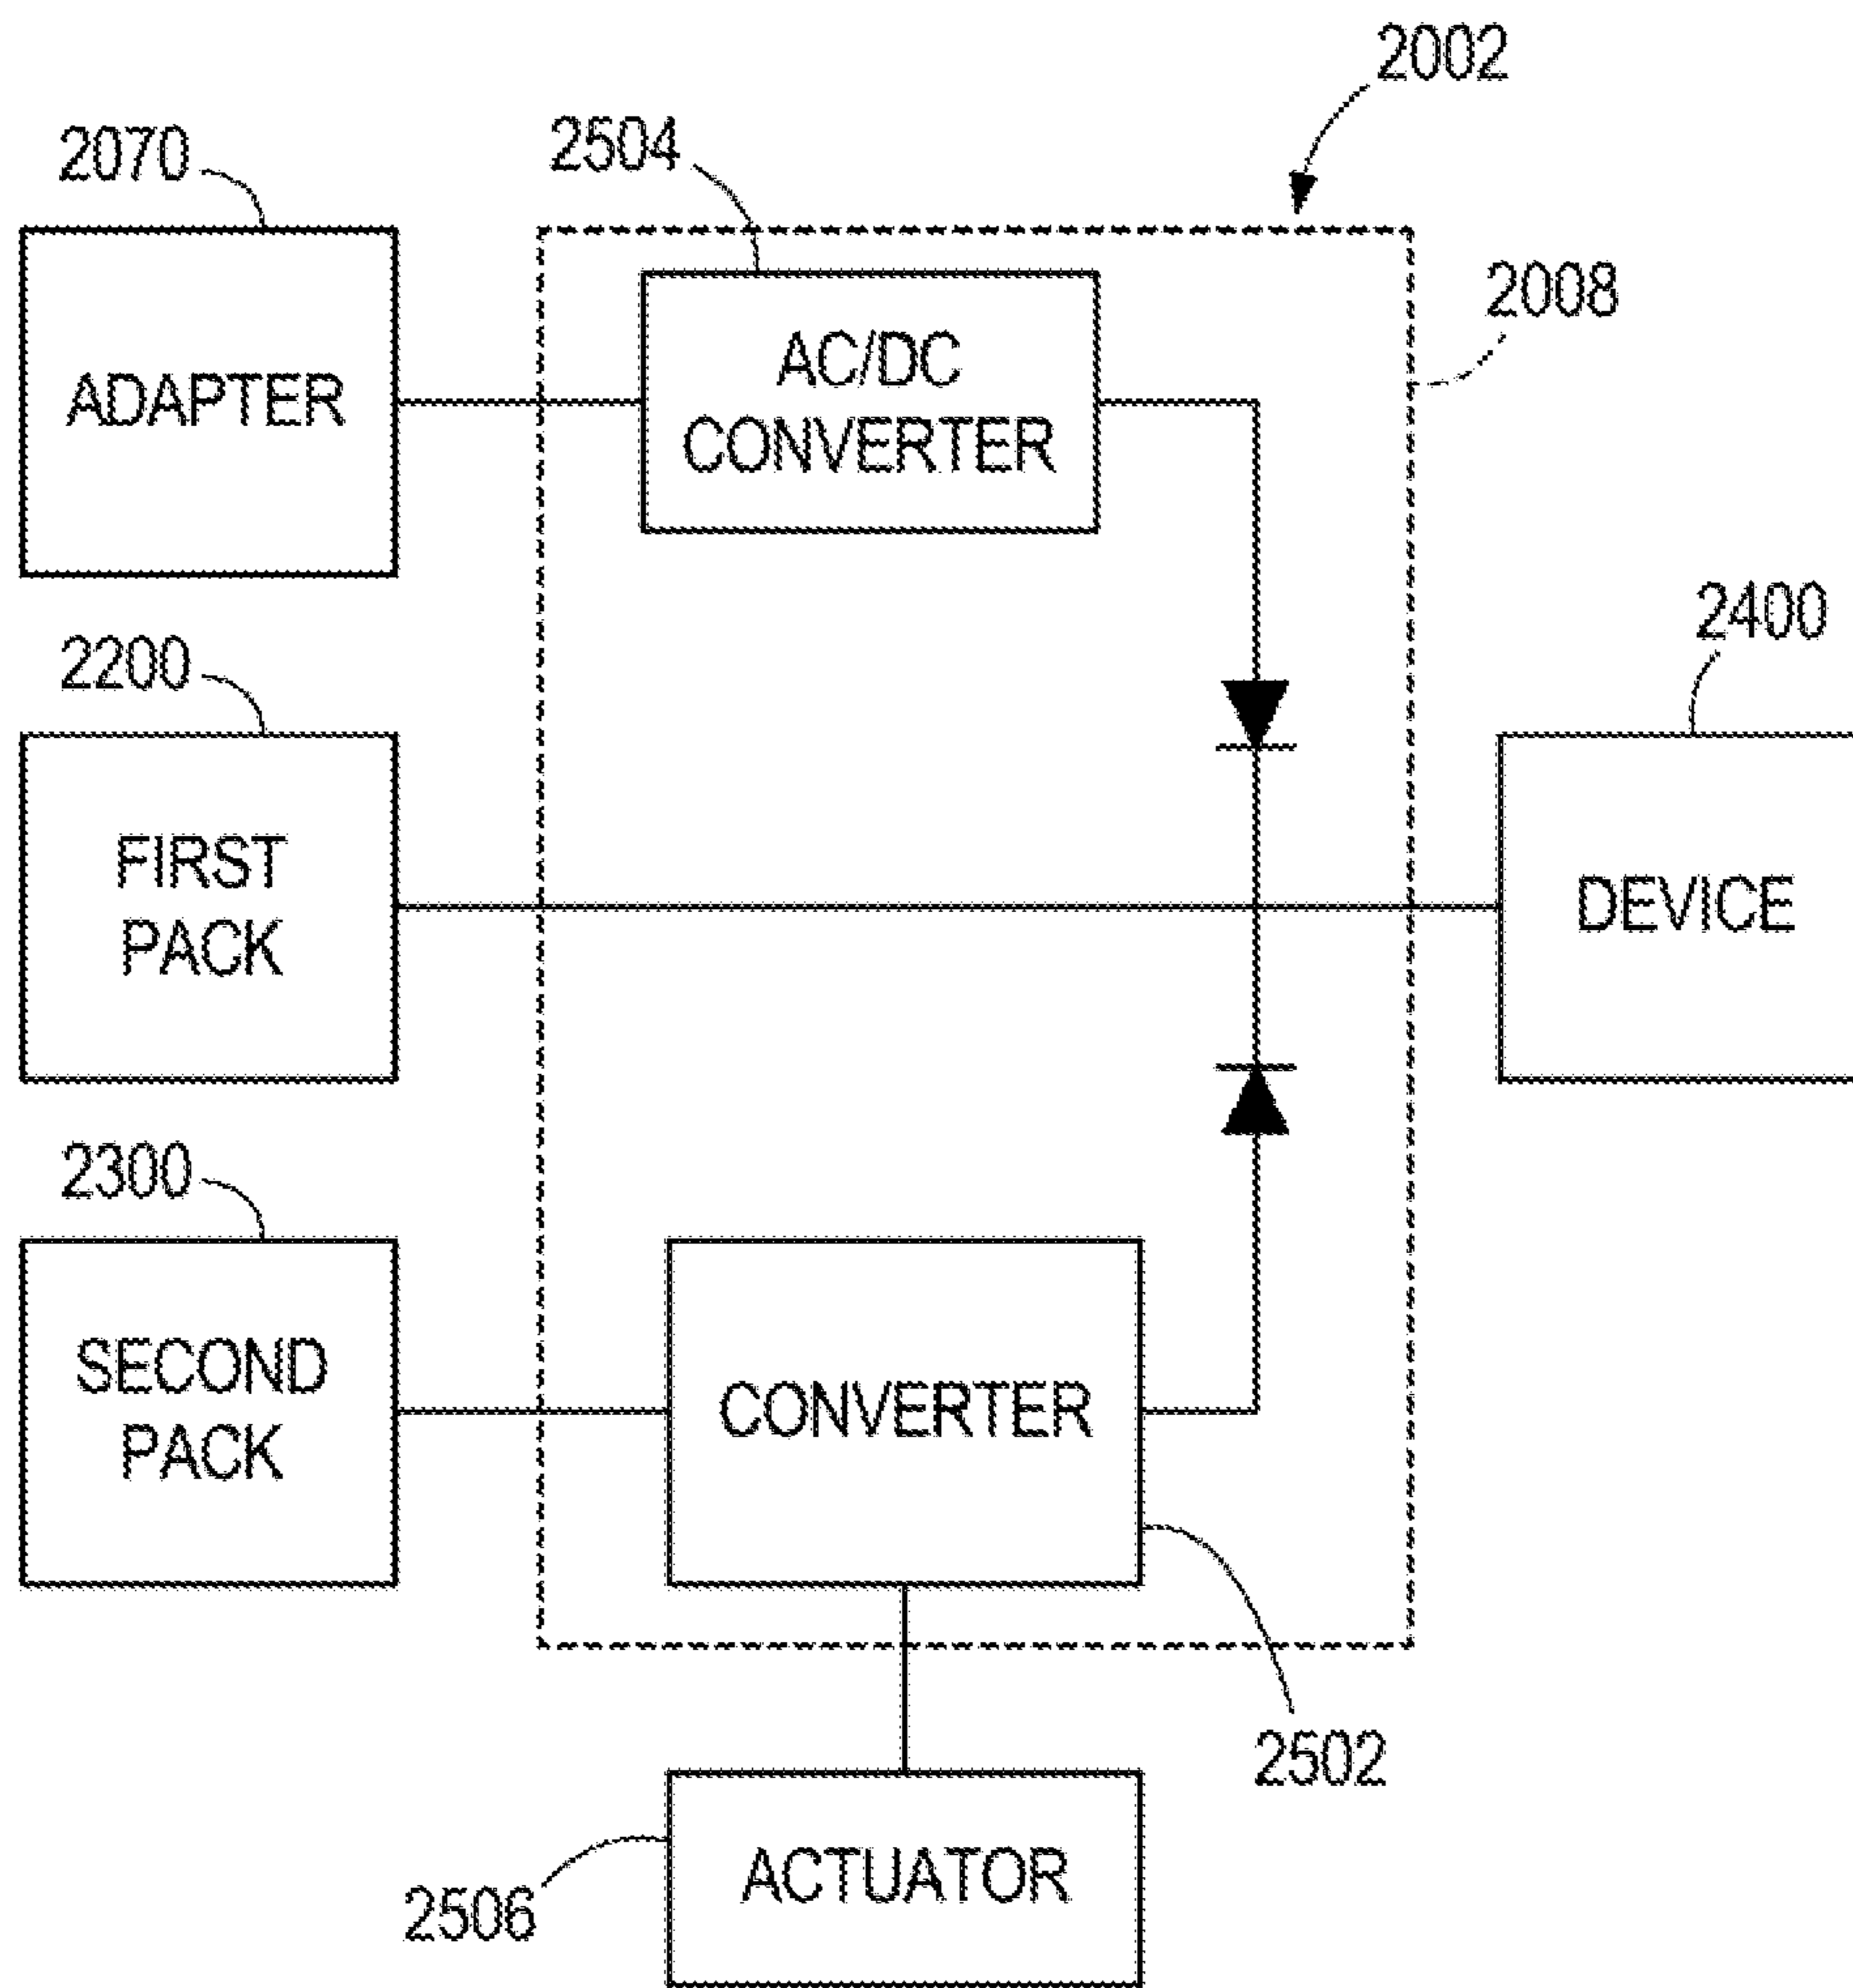 2002
2070
2504
2008
ADAPTER
AC/DC
CONVERTER
2200
2400
FIRST
PACK
DEVICE
2300
SECOND
PACK
CONVERTER
2502
2506
ACTUATOR